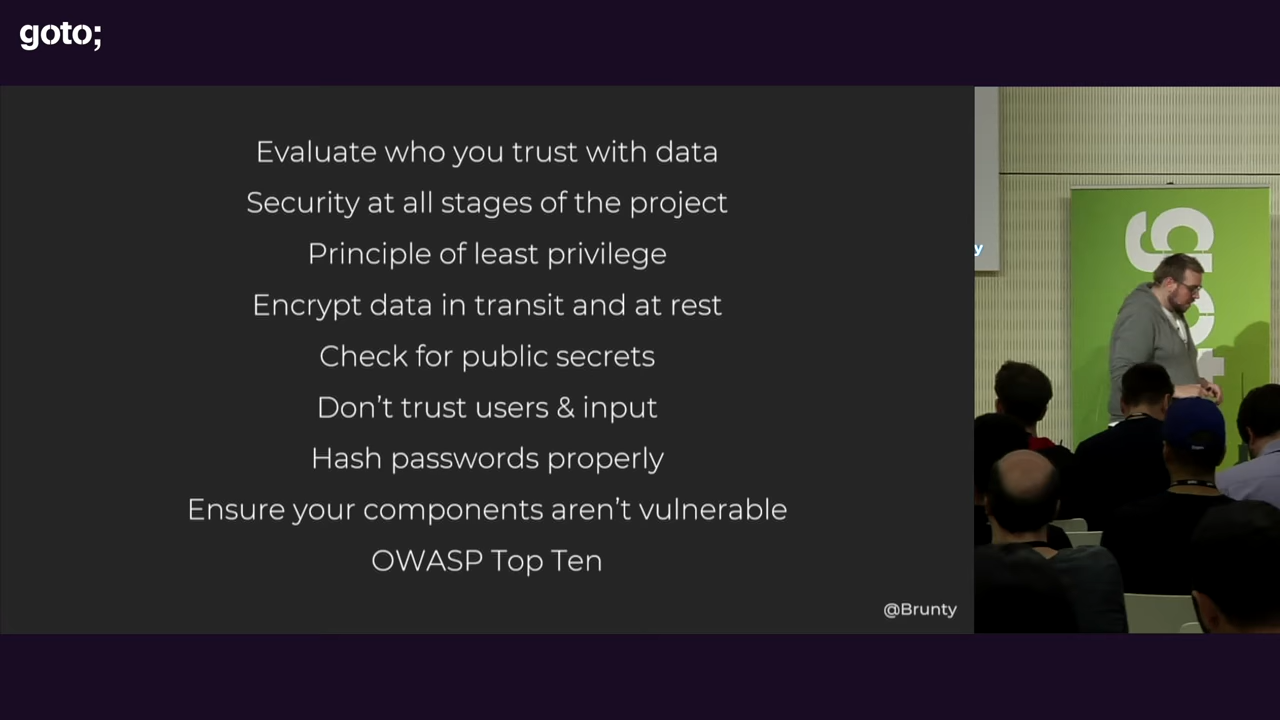 goto;
Evaluate who you trust with data
Security at all stages of the project
Principle of least privilege
Encrypt data in transit and at rest
Check for public secrets
Don't trust users & input
Hash passwords properly
Ensure your components aren't vulnerable
OWASP Top Ten
@Brunty
y